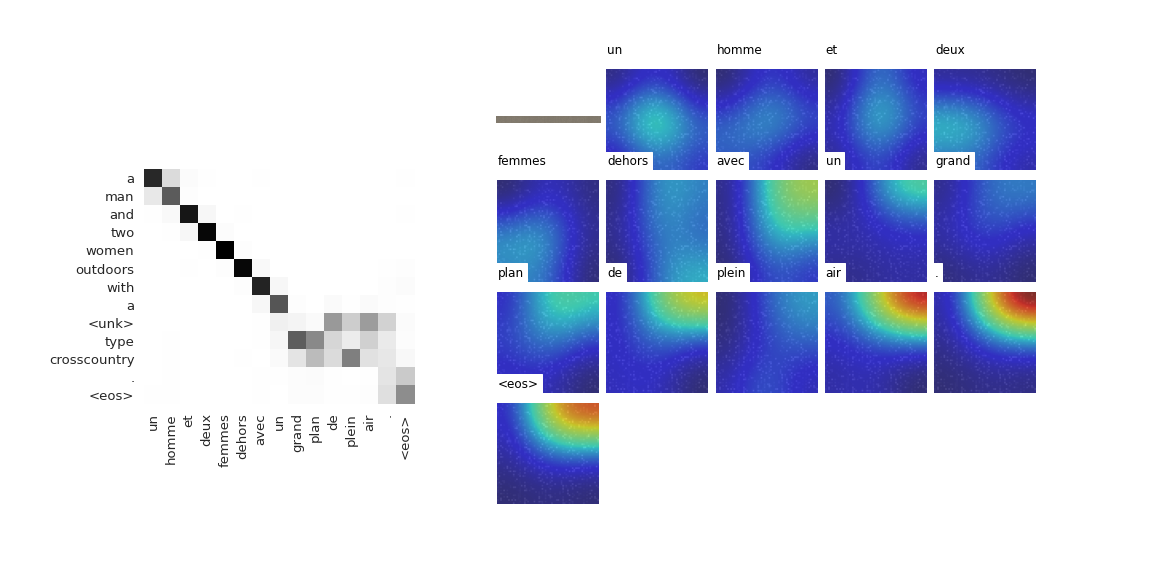 un homme et deux
femmes dehors avec un grand
plan de plein air .
<eos>
a
man
and
two
women
outdoors
with
a
<unk>
type
crosscountry
.
<eos>
un
homme
et
deux
femmes
dehors
avec
un
grand
plan
de
plein
air
.
<eos>